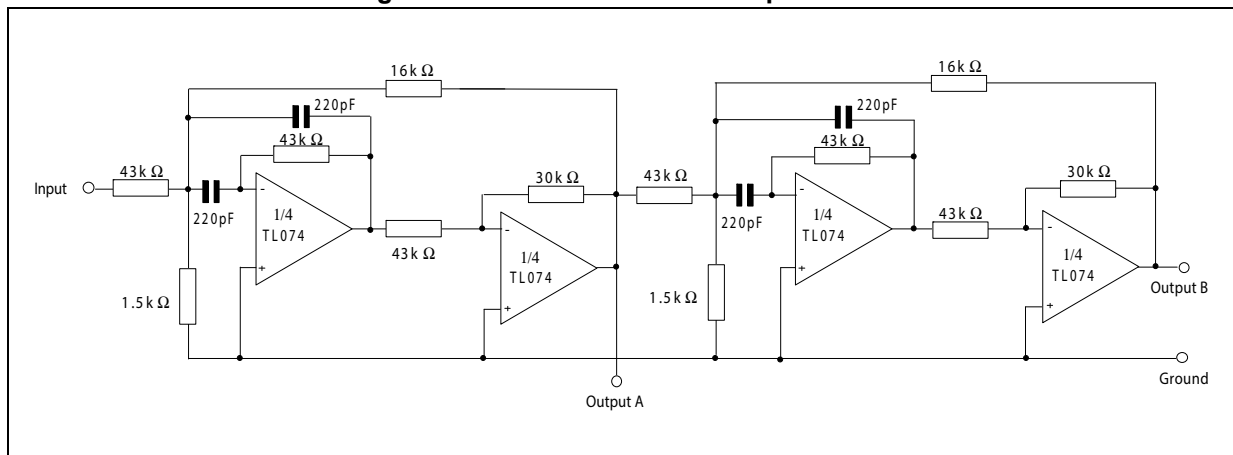 16k Ω
220pF
43k Ω
43k Ω
Input
220pF
1/4
TL074
43k Ω
30k Ω
1/4
TL074
1.5k Ω
Output A
16k Ω
220pF
43k Ω
43k Ω
220pF
1/4
TL074
43k Ω
30k Ω
1/4
TL074
1.5k Ω
Output B
Ground